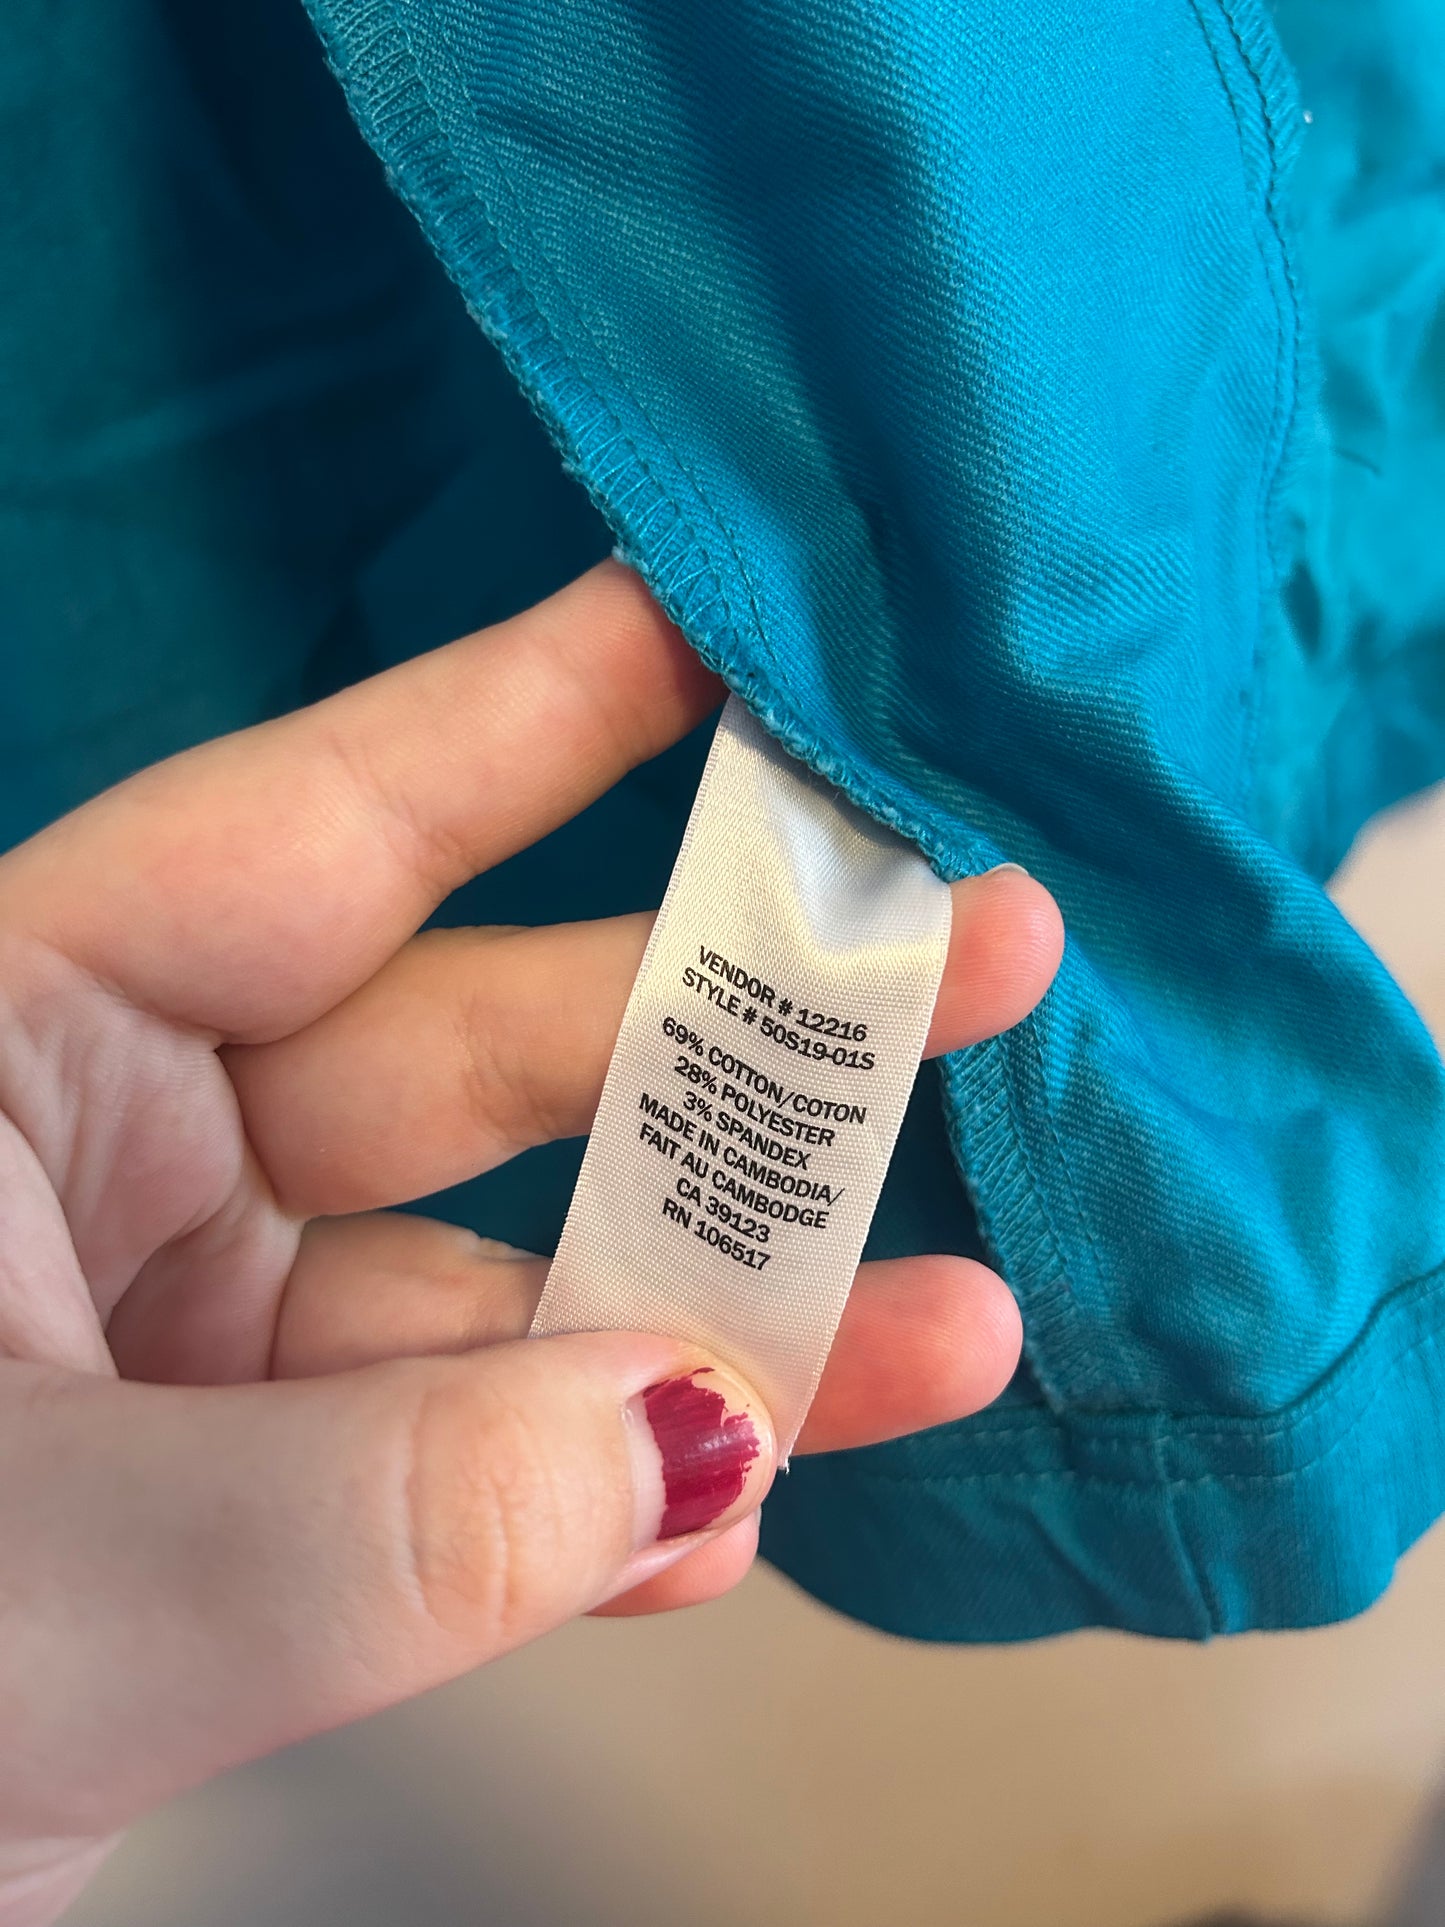 VENDOR # 12216
STYLE # 50S19-01S
69% COTTON/COTON
28% POLYESTER
3% SPANDEX
MADE IN CAMBODIA/
FAIT AU CAMBODGE
CA 39123
RN 106517